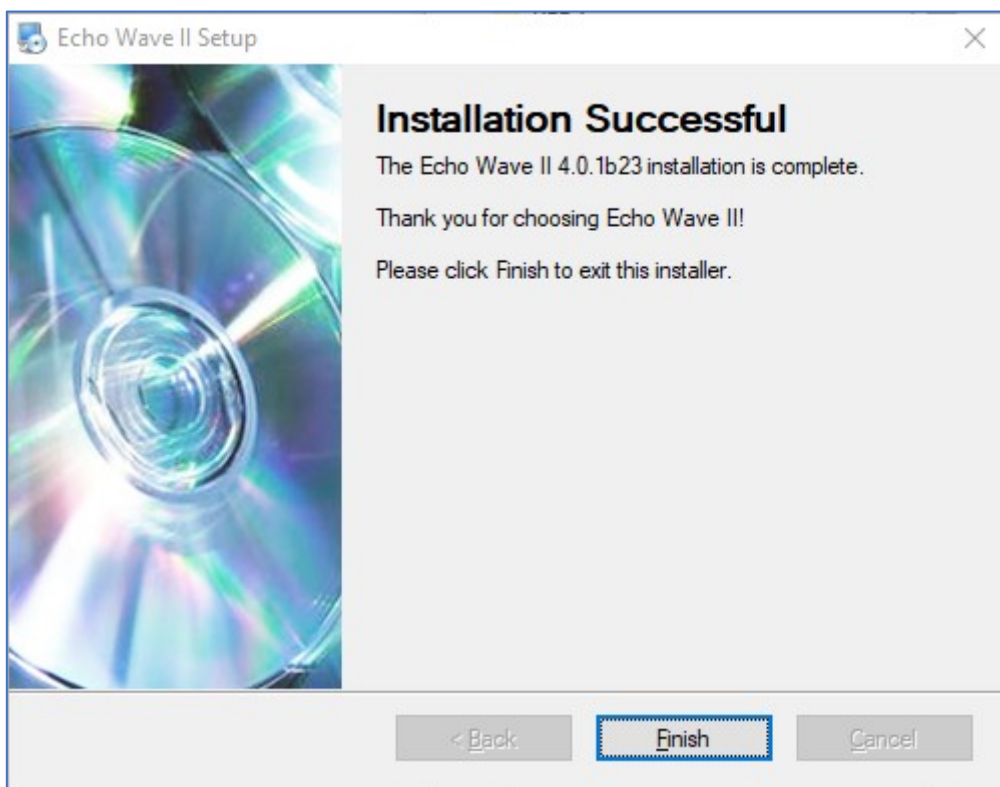 Echo Wave II Setup
Installation Successful
The Echo Wave II 4.0.1b23 installation is complete.
Thank you for choosing Echo Wave II!
Please click Finish to exit this installer.
< Back
Finish
Cancel